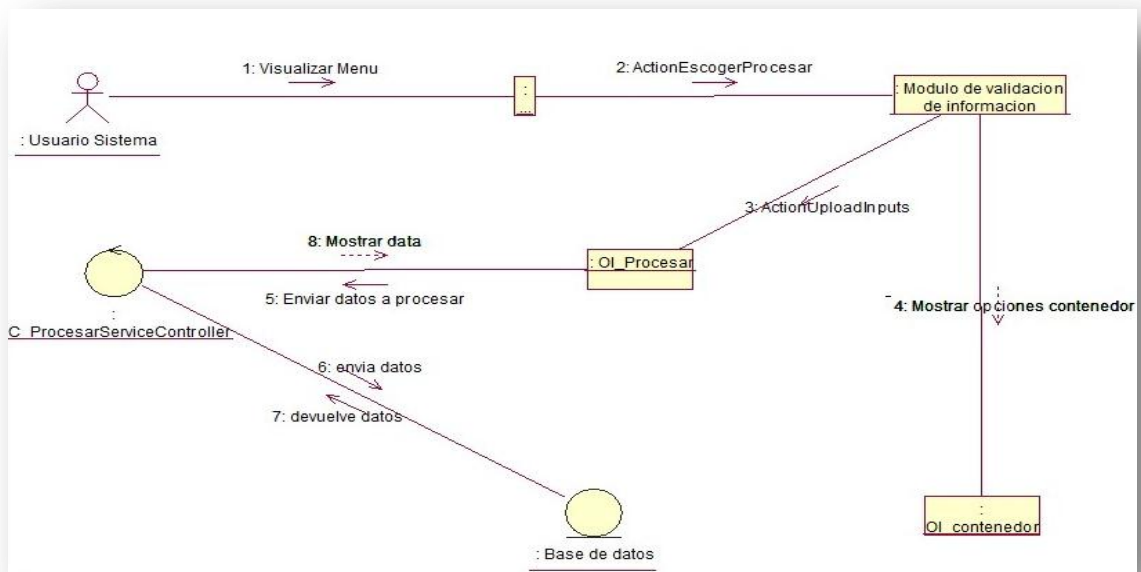 1: Visualizar Menu
2: ActionEscogerProcesar
: Usuario Sistema
:
...
: Modulo de validacion
de informacion
3: ActionUploadInputs
8: Mostrar data
: OI_Procesar
5: Enviar datos a procesar
4: Mostrar opciones contenedor
:
C_ProcesarServiceController
6: envia datos
7: devuelve datos
:
OI_contenedor
: Base de datos